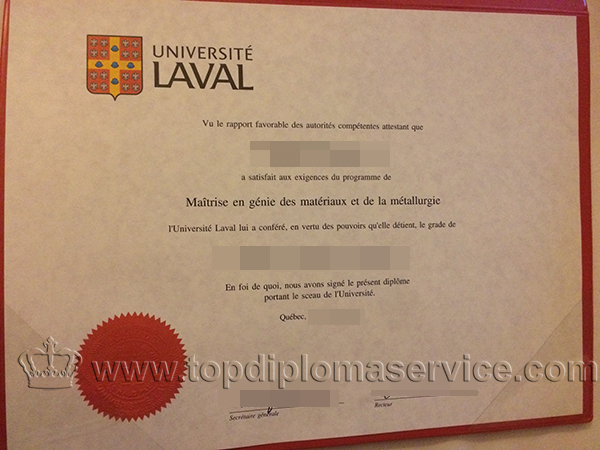 UNIVERSITÉ
LAVAL
Vu le rapport favorable des autorités compétentes attestant que
a satisfait aux exigences du programme de
Maîtrise en génie des matériaux et de la métallurgie
l'Université Laval lui a conféré, en vertu des pouvoirs qu'elle détient, le grade de
En foi de quoi, nous avons signé le présent diplôme
portant le sceau de l'Université.
Québec,
www.topdiplomaservice.com
Secrétaire générale
Recteur